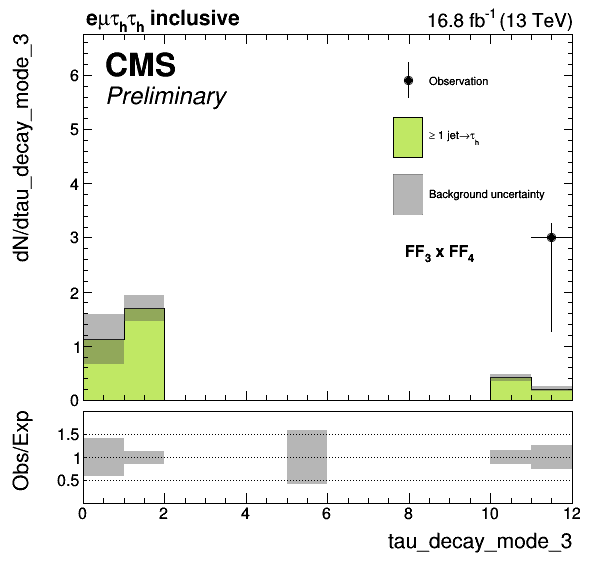 eμτhτh inclusive
16.8 fb⁻¹ (13 TeV)
CMS
Preliminary
Observation
≥ 1 jet→τh
Background uncertainty
FF3 x FF4
dN/dtau_decay_mode_3
6
5
4
3
2
1
0
Obs/Exp
1.5
1
0.5
0 2 4 6 8 10 12
tau_decay_mode_3